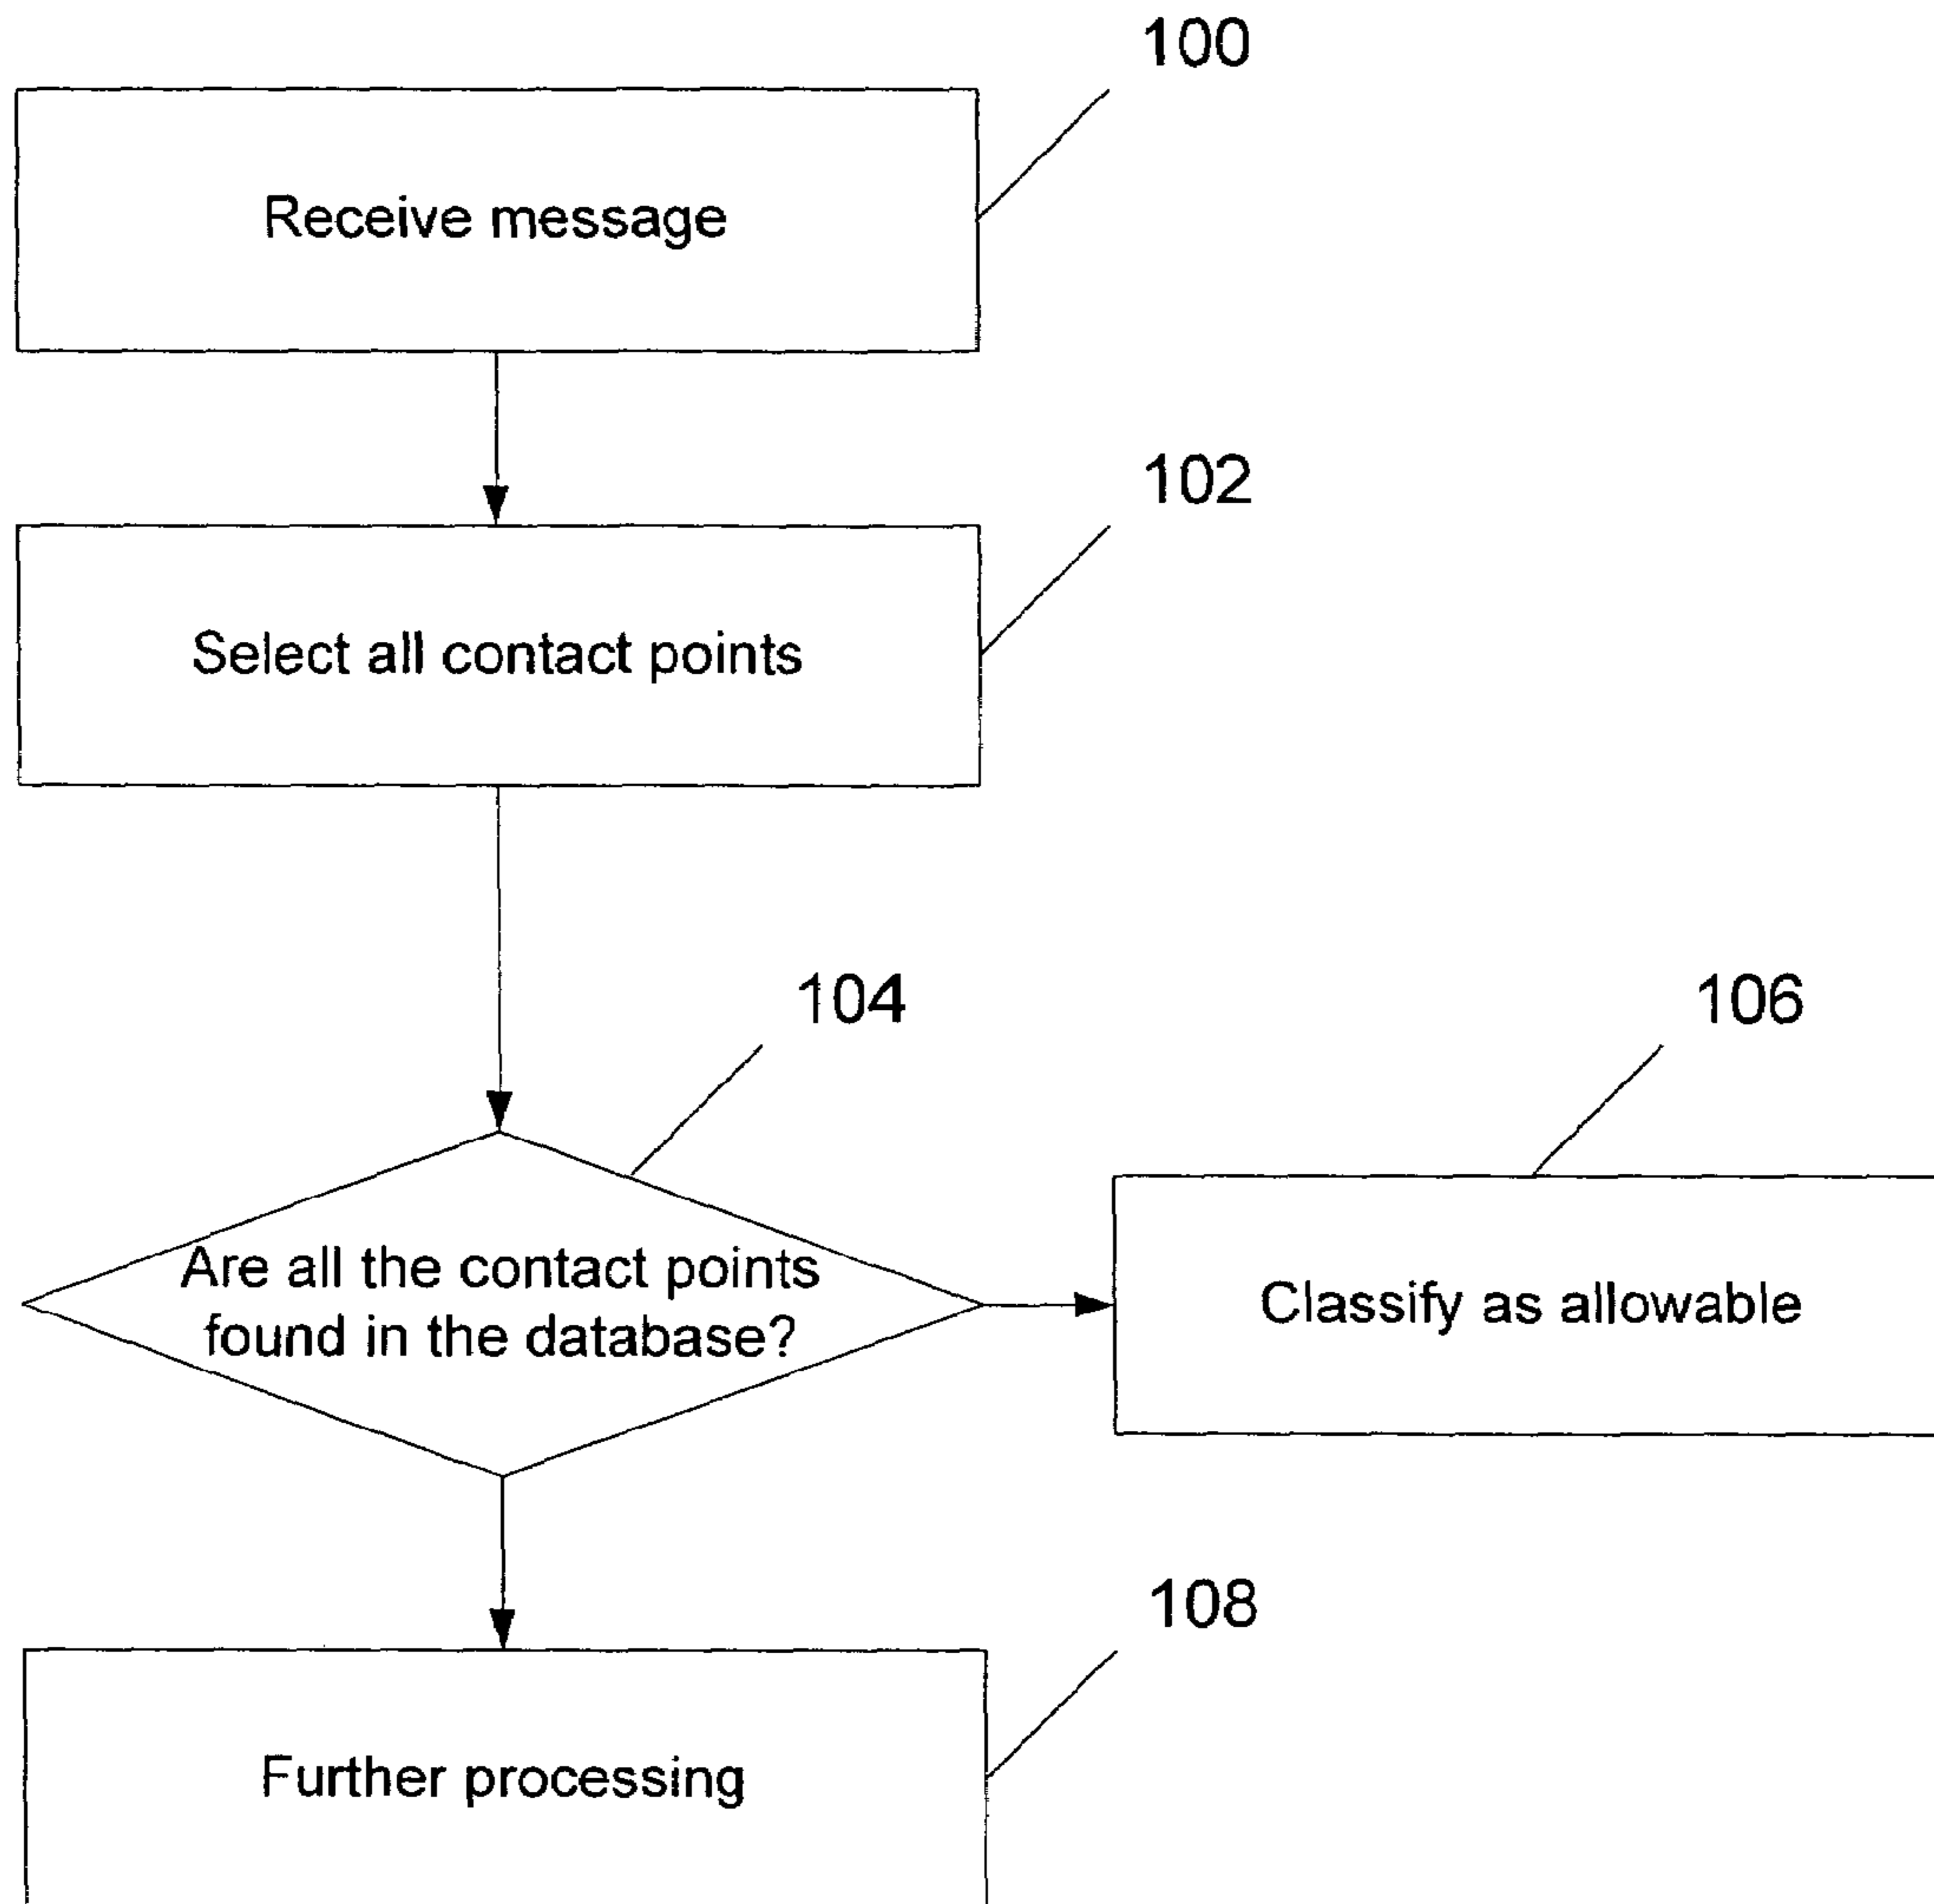 100
Receive message
102
Select all contact points
104
106
Are all the contact points
found in the database?
Classify as allowable
108
Further processing